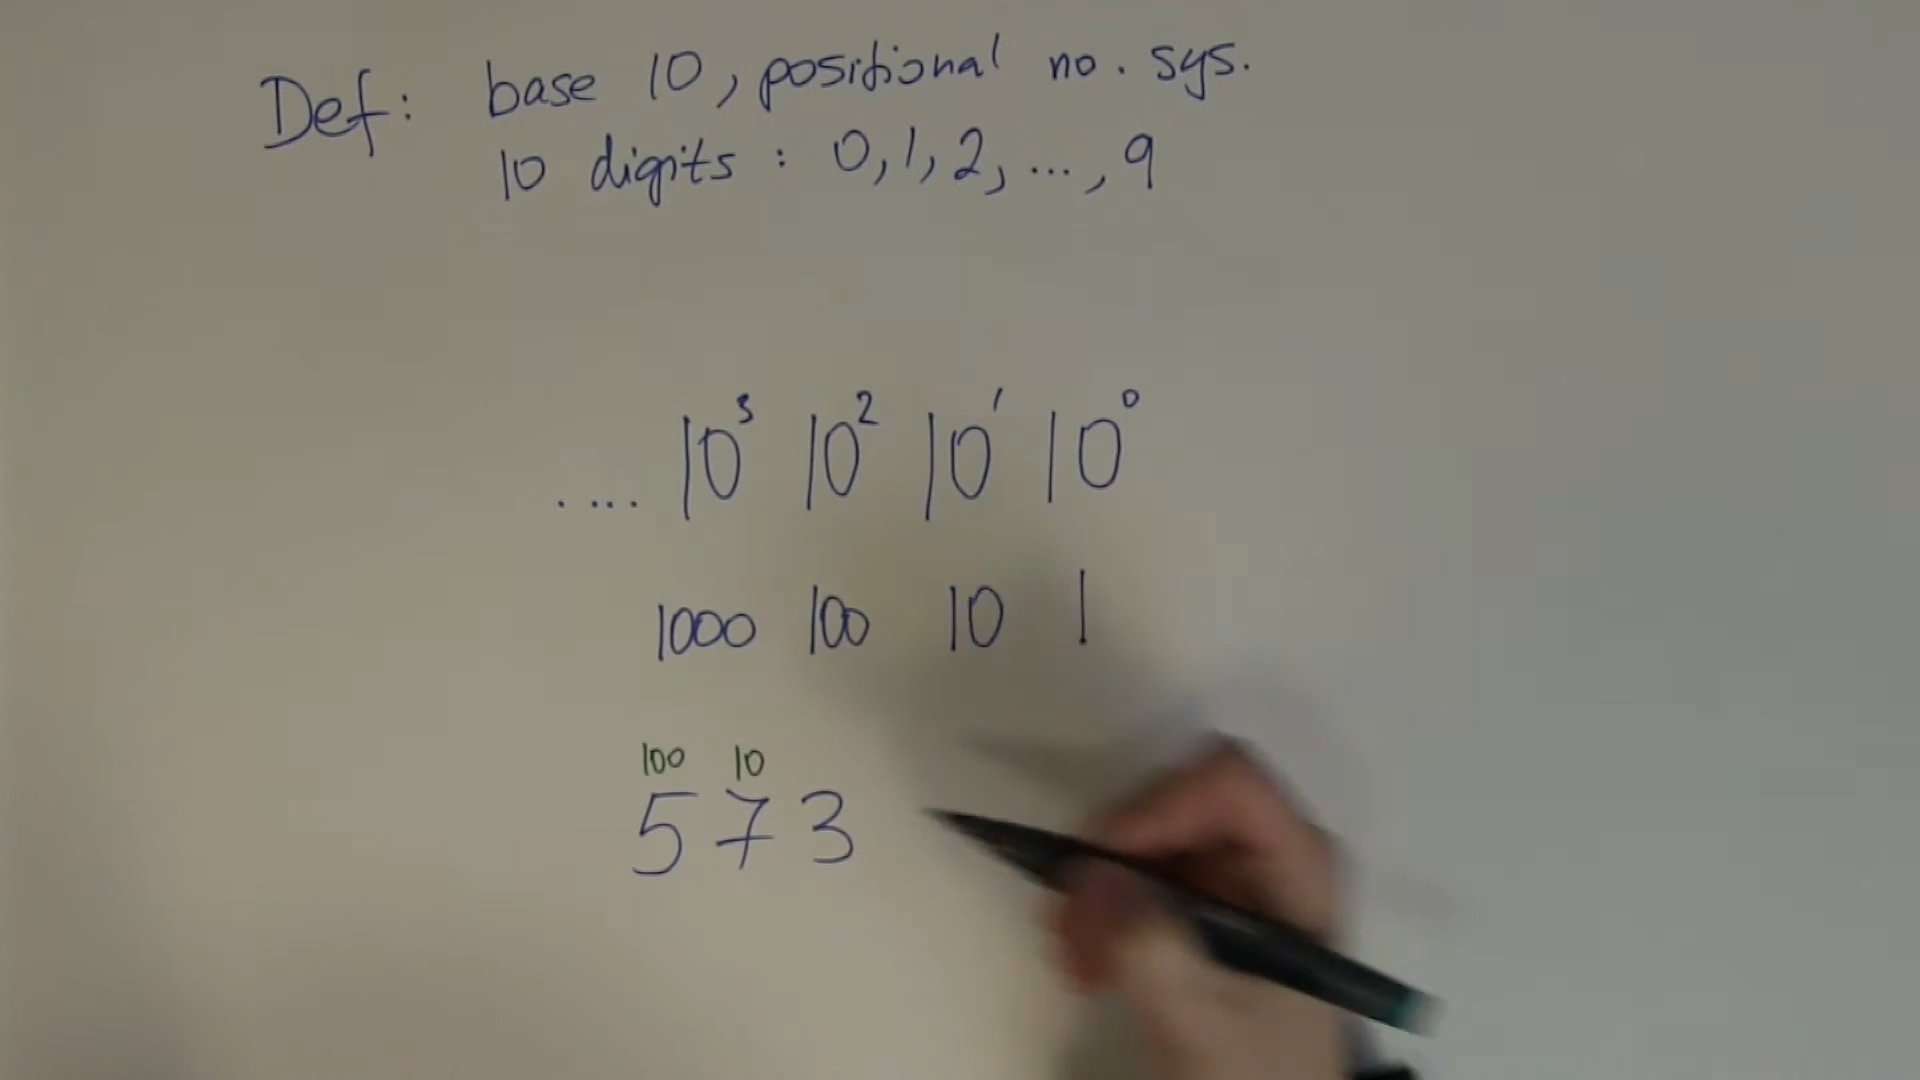 Def: base 10, positional no. sys.
10 digits : 0, 1, 2, ..., 9
.... 10³ 10² 10¹ 10⁰
1000 100 10 1
100 10
573